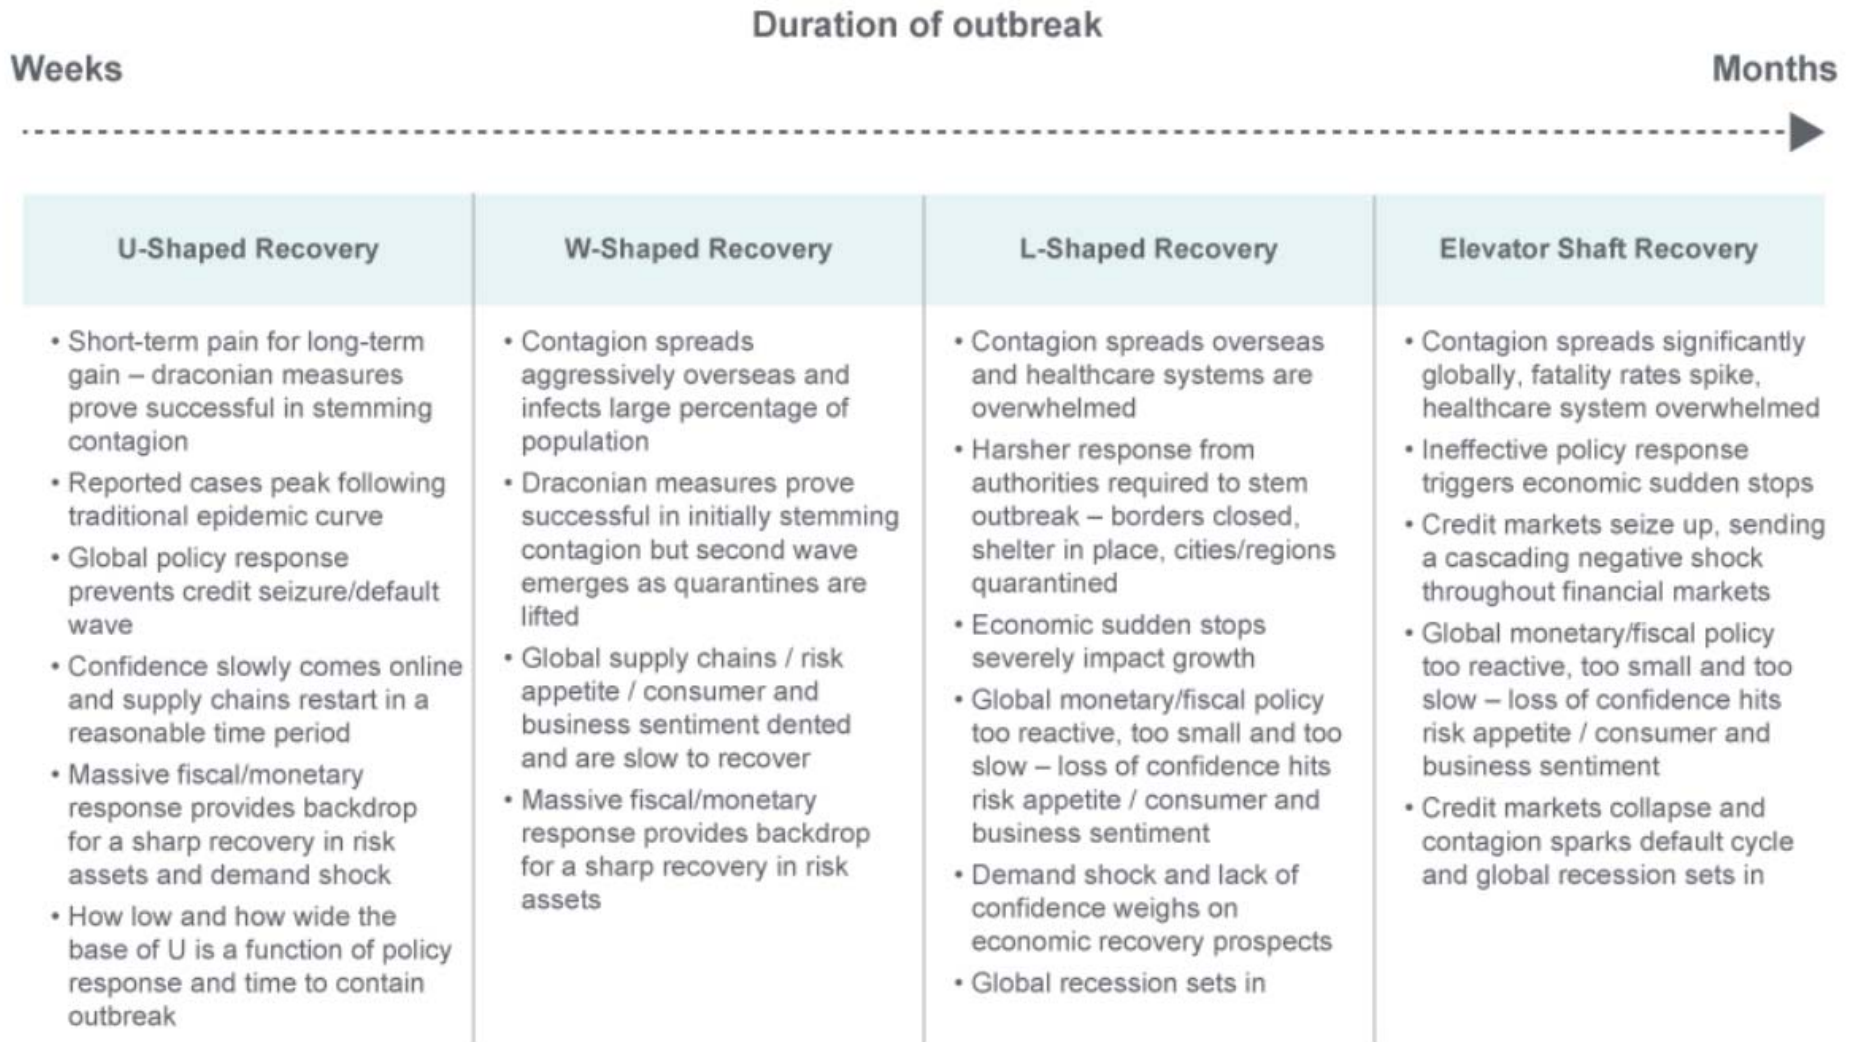 Duration of outbreak
Weeks
Months
U-Shaped Recovery
• Short-term pain for long-term
gain – draconian measures
prove successful in stemming
contagion
• Reported cases peak following
traditional epidemic curve
• Global policy response
prevents credit seizure/default
wave
• Confidence slowly comes online
and supply chains restart in a
reasonable time period
• Massive fiscal/monetary
response provides backdrop
for a sharp recovery in risk
assets and demand shock
• How low and how wide the
base of U is a function of policy
response and time to contain
outbreak
W-Shaped Recovery
• Contagion spreads
aggressively overseas and
infects large percentage of
population
• Draconian measures prove
successful in initially stemming
contagion but second wave
emerges as quarantines are
lifted
• Global supply chains / risk
appetite / consumer and
business sentiment dented
and are slow to recover
• Massive fiscal/monetary
response provides backdrop
for a sharp recovery in risk
assets
L-Shaped Recovery
• Contagion spreads overseas
and healthcare systems are
overwhelmed
• Harsher response from
authorities required to stem
outbreak – borders closed,
shelter in place, cities/regions
quarantined
• Economic sudden stops
severely impact growth
• Global monetary/fiscal policy
too reactive, too small and too
slow – loss of confidence hits
risk appetite / consumer and
business sentiment
• Demand shock and lack of
confidence weighs on
economic recovery prospects
• Global recession sets in
Elevator Shaft Recovery
• Contagion spreads significantly
globally, fatality rates spike,
healthcare system overwhelmed
• Ineffective policy response
triggers economic sudden stops
• Credit markets seize up, sending
a cascading negative shock
throughout financial markets
• Global monetary/fiscal policy
too reactive, too small and too
slow – loss of confidence hits
risk appetite / consumer and
business sentiment
• Credit markets collapse and
contagion sparks default cycle
and global recession sets in